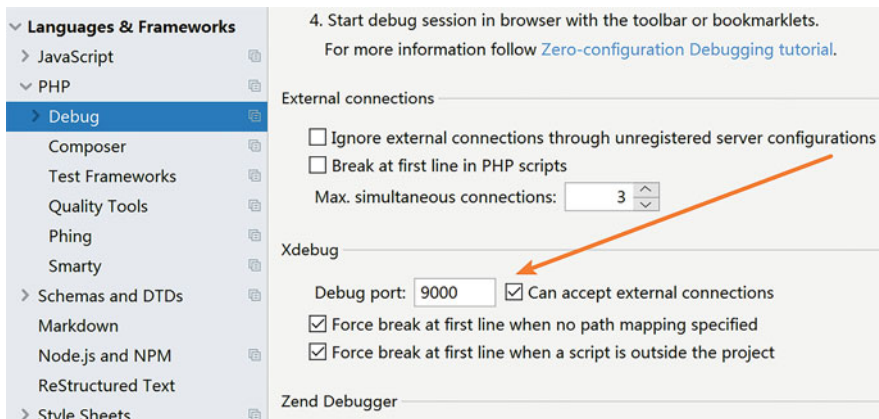 Languages & Frameworks
JavaScript
PHP
Debug
Composer
Test Frameworks
Quality Tools
Phing
Smarty
Schemas and DTDs
Markdown
Node.js and NPM
ReStructured Text
Style Sheets
4. Start debug session in browser with the toolbar or bookmarklets.
For more information follow Zero-configuration Debugging tutorial.
External connections
Ignore external connections through unregistered server configurations
Break at first line in PHP scripts
Max. simultaneous connections: 3
Xdebug
Debug port: 9000 Can accept external connections
Force break at first line when no path mapping specified
Force break at first line when a script is outside the project
Zend Debugger